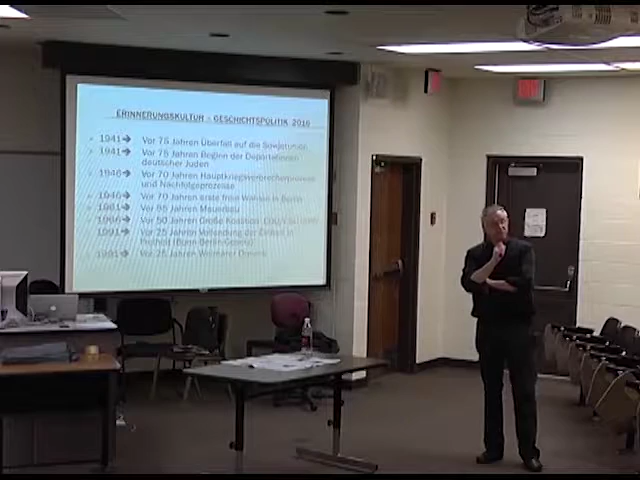 ERINNERUNGSKULTUR – GESCHICHTSPOLITIK 2016
1941 → Vor 75 Jahren Überfall auf die Sowjetunion
1941 → Vor 75 Jahren Beginn der Deportationen
deutscher Juden
1946 → Vor 70 Jahren Hauptkriegsverbrecherprozess
und Nachfolgeprozesse
1946 → Vor 70 Jahren erste freie Wahlen in Berlin
1961 → Vor 55 Jahren Mauerbau
1966 → Vor 50 Jahren Große Koalition
1991 → Vor 25 Jahren Vollendung der Einheit in
Freiheit (Bonn Berlin
1991 → Vor 25 Jahren Weimarer Dreieck
EXIT